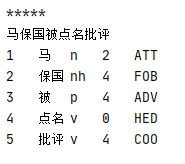 *****
马保国被点名批评
1 马 n 2 ATT
2 保国 nh 4 FOB
3 被 p 4 ADV
4 点名 v 0 HED
5 批评 v 4 COO